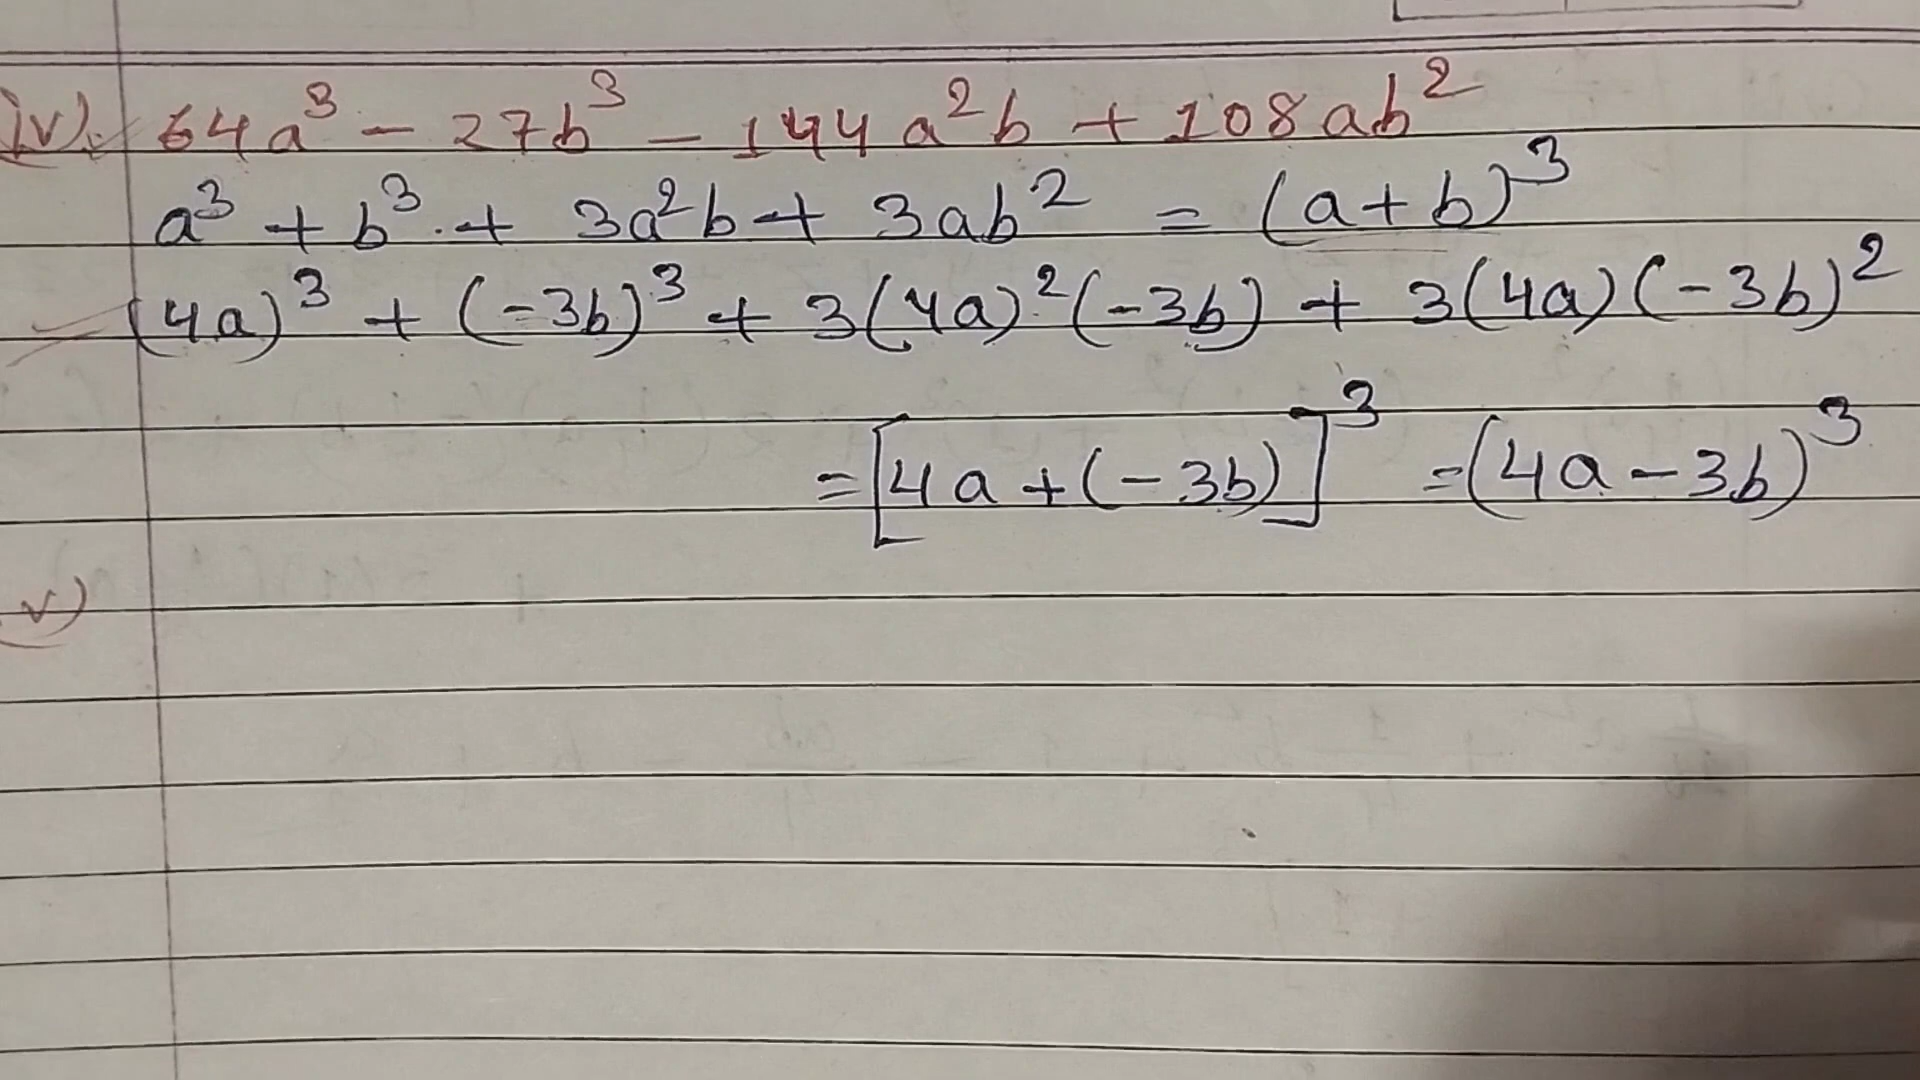 iv). 64a³ - 27b³ - 144a²b + 108ab²
a³ + b³ + 3a²b + 3ab² = (a+b)³
(4a)³ + (-3b)³ + 3(4a)²(-3b) + 3(4a)(-3b)²
= [4a+(-3b)]³ = (4a-3b)³
v)